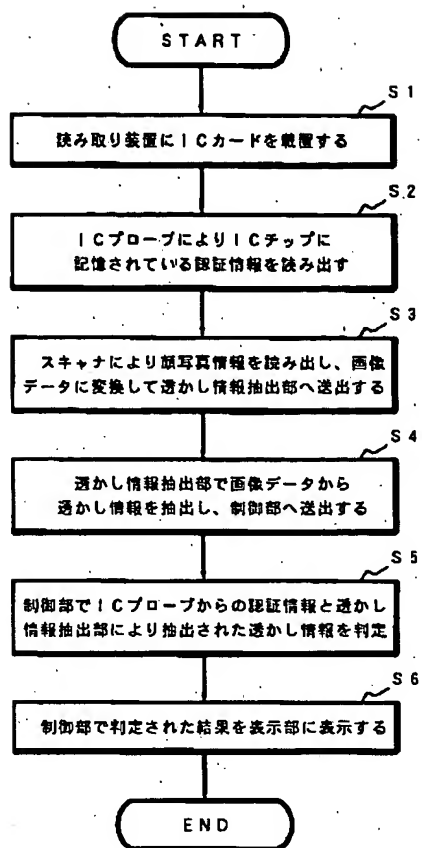 START
S1
読み取り装置にICカードを載置する
S2
ICプローブによりICチップに
記憶されている認証情報を読み出す
S3
スキャナにより顔写真情報を読み出し、画像
データに変換して透かし情報抽出部へ送出する
S4
透かし情報抽出部で画像データから
透かし情報を抽出し、制御部へ送出する
S5
制御部でICプローブからの認証情報と透かし
情報抽出部により抽出された透かし情報を判定
S6
制御部で判定された結果を表示部に表示する
END